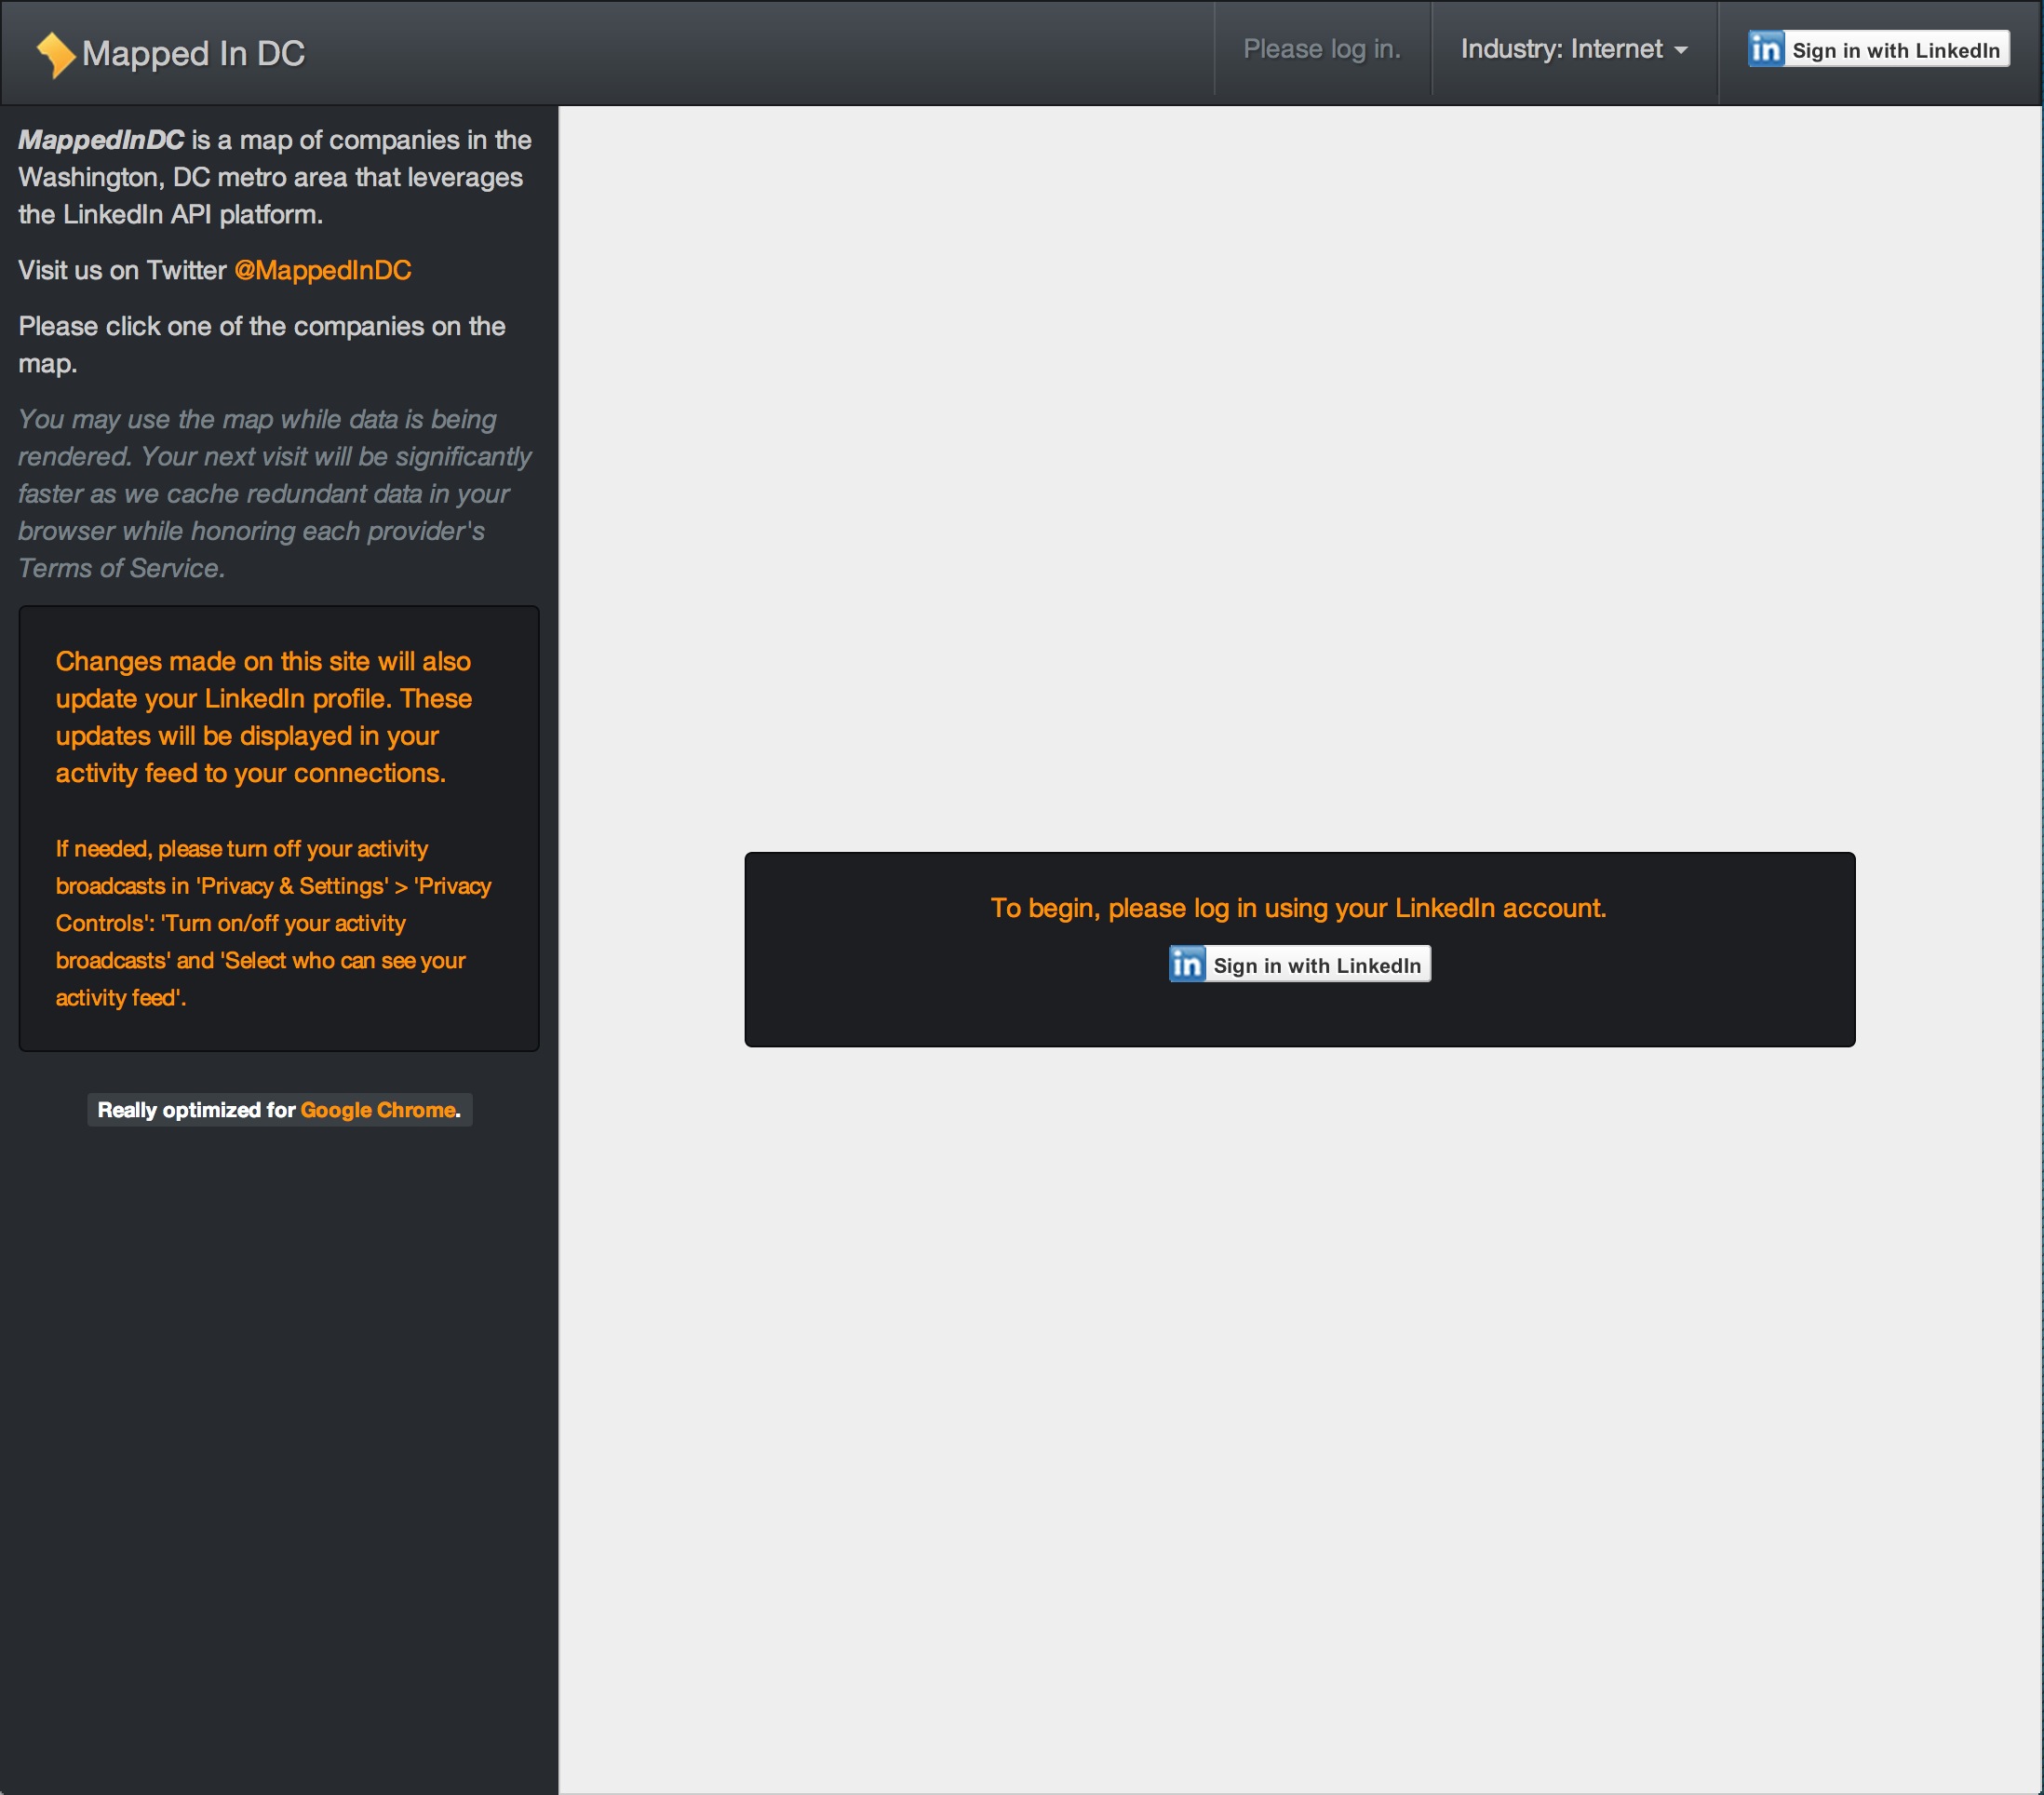 Mapped In DC
Please log in.
Industry: Internet
in Sign in with LinkedIn
MappedInDC is a map of companies in the
Washington, DC metro area that leverages
the LinkedIn API platform.
Visit us on Twitter @MappedInDC
Please click one of the companies on the
map.
You may use the map while data is being
rendered. Your next visit will be significantly
faster as we cache redundant data in your
browser while honoring each provider's
Terms of Service.
Changes made on this site will also
update your LinkedIn profile. These
updates will be displayed in your
activity feed to your connections.
If needed, please turn off your activity
broadcasts in 'Privacy & Settings' > 'Privacy
Controls': 'Turn on/off your activity
broadcasts' and 'Select who can see your
activity feed'.
Really optimized for Google Chrome.
To begin, please log in using your LinkedIn account.
in Sign in with LinkedIn